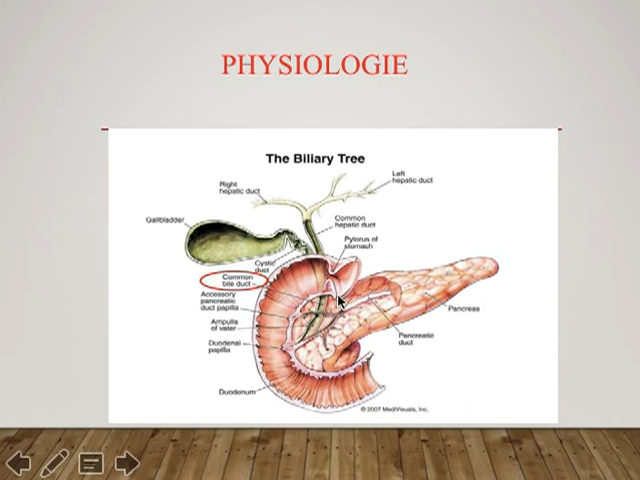 PHYSIOLOGIE
The Biliary Tree
Left
hepatic duct
Right
hepatic duct
Gallbladder
Common
hepatic duct
Pylorus of
stomach
Cystic
duct
Common
bile duct
Accessory
pancreatic
duct papilla
Pancreas
Ampulla
of vater
Pancreatic
duct
Duodenal
papilla
Duodenum
© 2007 MediVisuals, Inc.